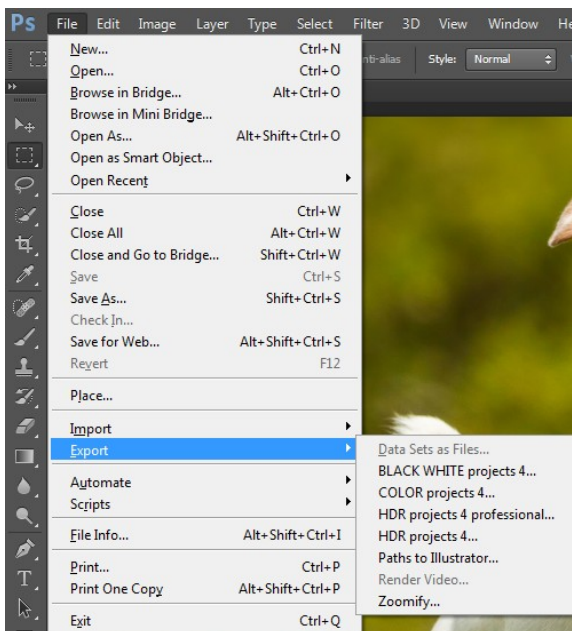 Ps File Edit Image Layer Type Select Filter 3D View Window
nti-alias Style: Normal
New... Ctrl+N
Open... Ctrl+O
Browse in Bridge... Alt+Ctrl+O
Browse in Mini Bridge...
Open As... Alt+Shift+Ctrl+O
Open as Smart Object...
Open Recent
Close Ctrl+W
Close All Alt+Ctrl+W
Close and Go to Bridge... Shift+Ctrl+W
Save Ctrl+S
Save As... Shift+Ctrl+S
Check In...
Save for Web... Alt+Shift+Ctrl+S
Revert F12
Place...
Import
Export
Automate
Scripts
File Info... Alt+Shift+Ctrl+I
Print... Ctrl+P
Print One Copy Alt+Shift+Ctrl+P
Exit Ctrl+Q
Data Sets as Files...
BLACK WHITE projects 4...
COLOR projects 4...
HDR projects 4 professional...
HDR projects 4...
Paths to Illustrator...
Render Video...
Zoomify...